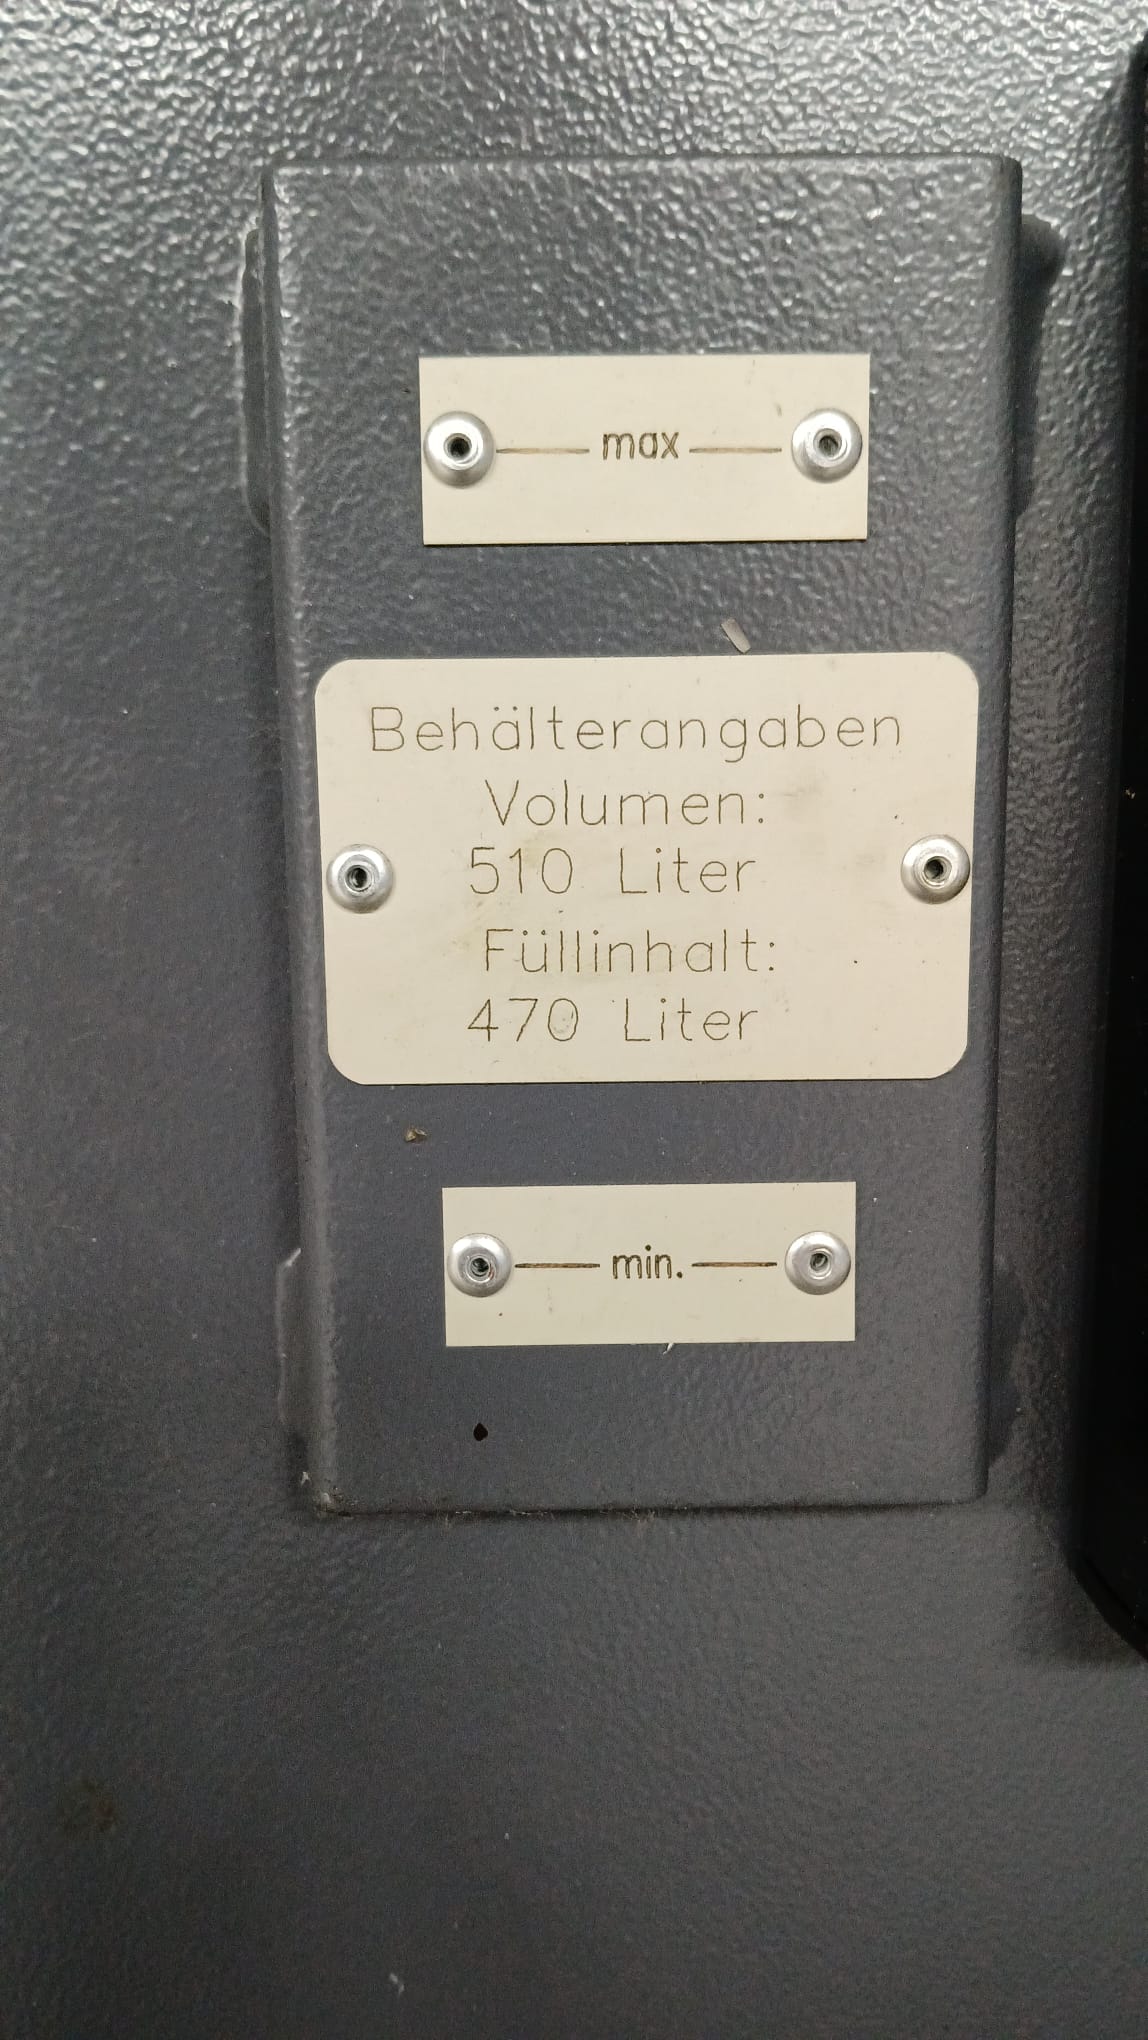 max
Behälterangaben
Volumen:
510 Liter
Füllinhalt:
470 Liter
min.